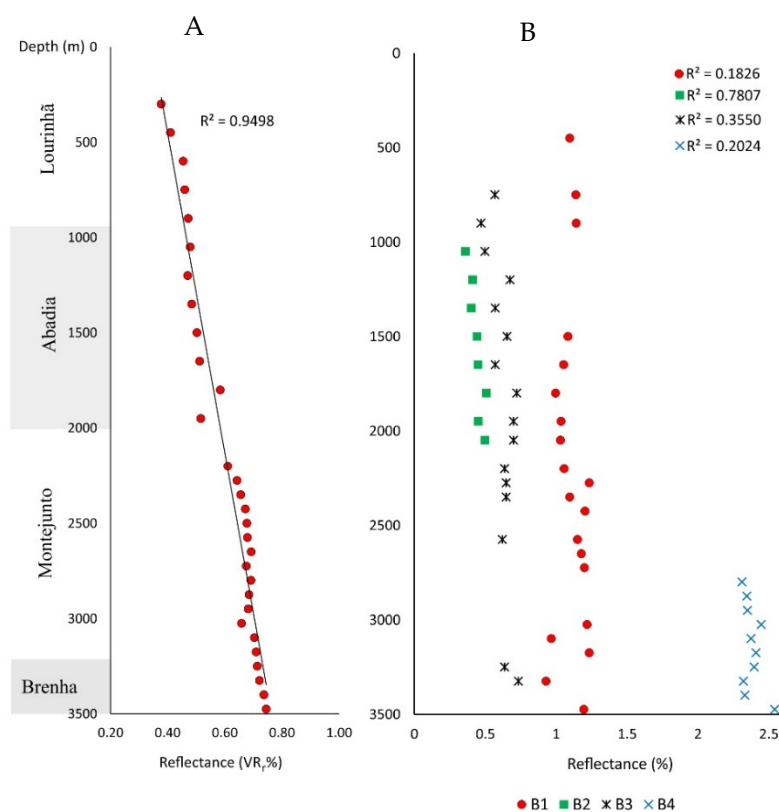 A
Depth (m)
0
500
1000
1500
2000
2500
3000
3500
Lourinhã
Abadia
Montejunto
Brenha
R² = 0.9498
0.20
0.40
0.60
0.80
1.00
Reflectance (VRr%)
B
0
500
1000
1500
2000
2500
3000
3500
R² = 0.1826
R² = 0.7807
R² = 0.3550
R² = 0.2024
0
0.5
1
1.5
2
2.5
Reflectance (%)
B1 B2 B3 B4